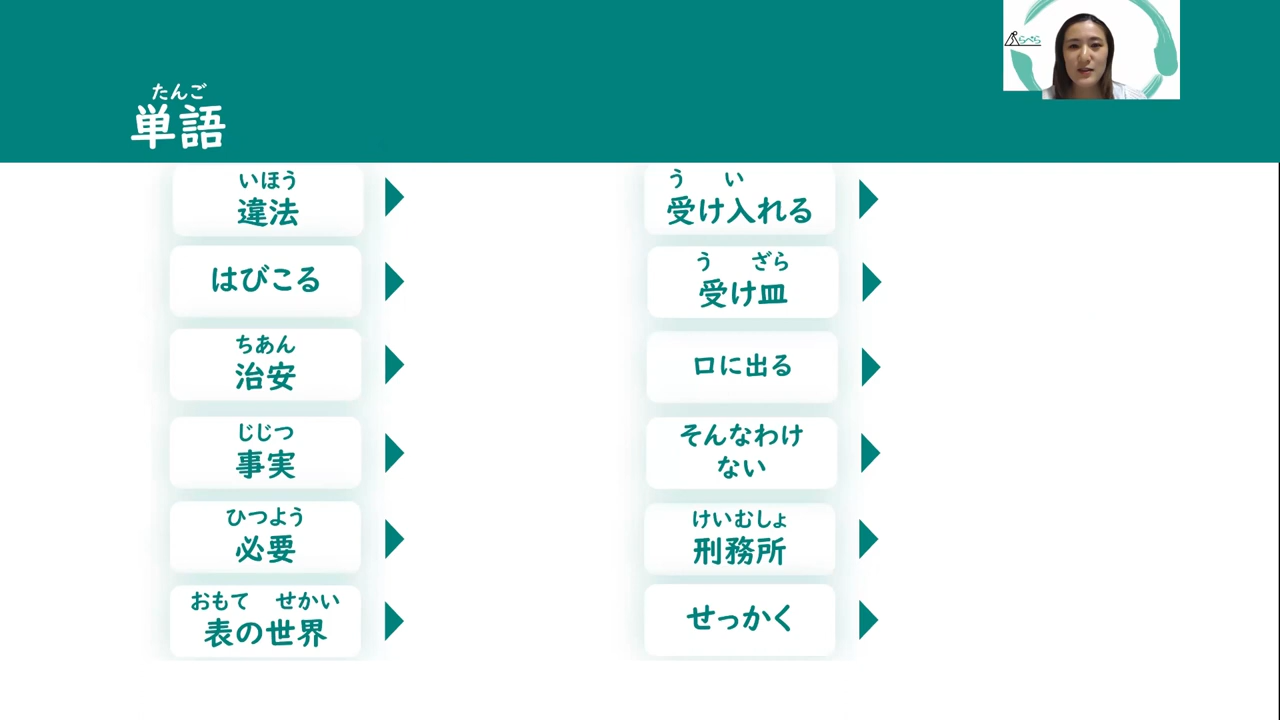 たんご
単語
いほう
違法
はびこる
ちあん
治安
じじつ
事実
ひつよう
必要
おもて せかい
表の世界
う い
受け入れる
う ざら
受け皿
口に出る
そんなわけ
ない
けいむしょ
刑務所
せっかく
らぺら